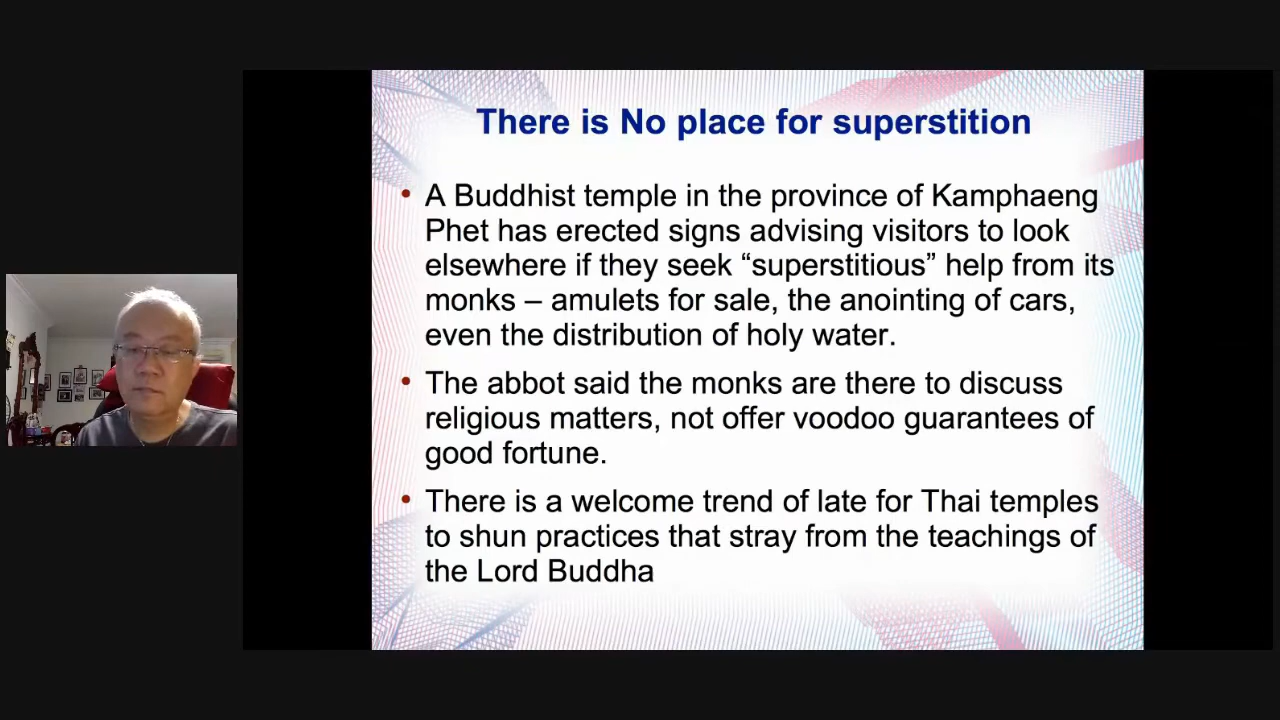 There is No place for superstition
• A Buddhist temple in the province of Kamphaeng
Phet has erected signs advising visitors to look
elsewhere if they seek “superstitious” help from its
monks – amulets for sale, the anointing of cars,
even the distribution of holy water.
• The abbot said the monks are there to discuss
religious matters, not offer voodoo guarantees of
good fortune.
• There is a welcome trend of late for Thai temples
to shun practices that stray from the teachings of
the Lord Buddha